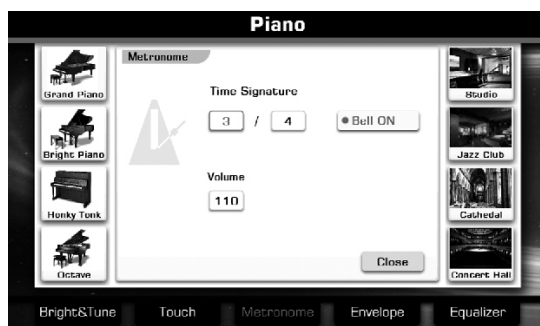 Piano
Metronome
Grand Piano
Bright Piano
Honky Tonk
Octave
Time Signature
3 / 4
Bell ON
Volume
110
Close
Studio
Jazz Club
Cathedal
Concert Hall
Bright&Tune Touch Metronome Envelope Equalizer